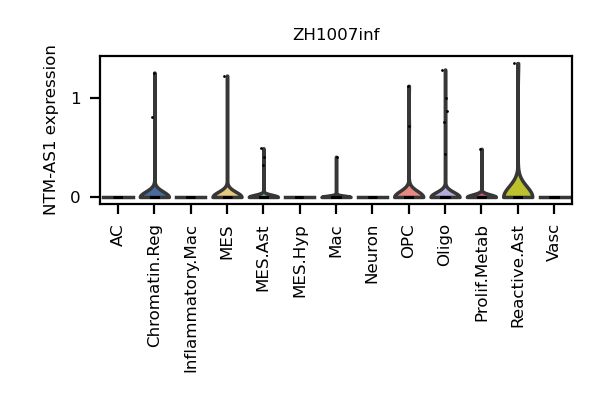 ZH1007inf
NTM-AS1 expression
1
0
AC
Chromatin.Reg
Inflammatory.Mac
MES
MES.Ast
MES.Hyp
Mac
Neuron
OPC
Oligo
Prolif.Metab
Reactive.Ast
Vasc